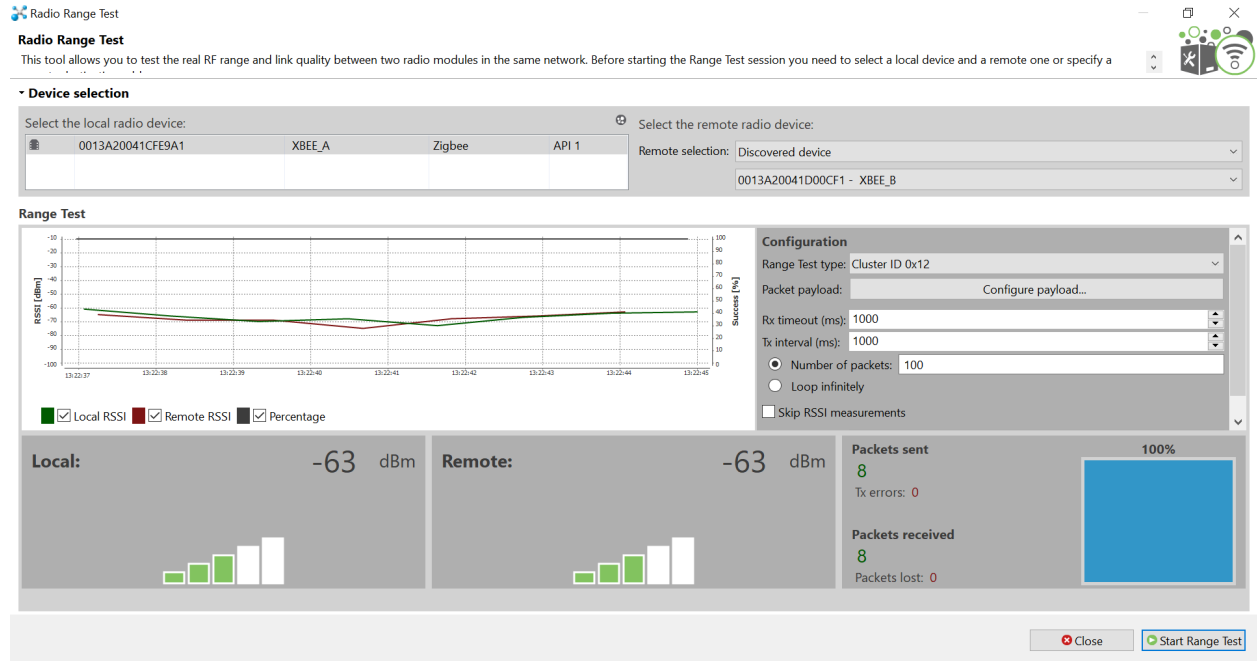 Radio Range Test
Radio Range Test
This tool allows you to test the real RF range and link quality between two radio modules in the same network. Before starting the Range Test session you need to select a local device and a remote one or specify a
Device selection
Select the local radio device:
0013A20041CFE9A1 XBEE_A Zigbee API 1
Select the remote radio device:
Remote selection: Discovered device
0013A20041D00CF1 - XBEE_B
Range Test
RSSI [dBm]
-10
-20
-30
-40
-50
-60
-70
-80
-90
-100
13:22:37 13:22:38 13:22:39 13:22:40 13:22:41 13:22:42 13:22:43 13:22:44 13:22:45
100
90
80
70
60
50
40
30
20
10
0
Success [%]
Local RSSI Remote RSSI Percentage
Configuration
Range Test type: Cluster ID 0x12
Packet payload: Configure payload...
Rx timeout (ms): 1000
Tx interval (ms): 1000
Number of packets: 100
Loop infinitely
Skip RSSI measurements
Local: -63 dBm
Remote: -63 dBm
Packets sent
8
Tx errors: 0
Packets received
8
Packets lost: 0
100%
Close Start Range Test